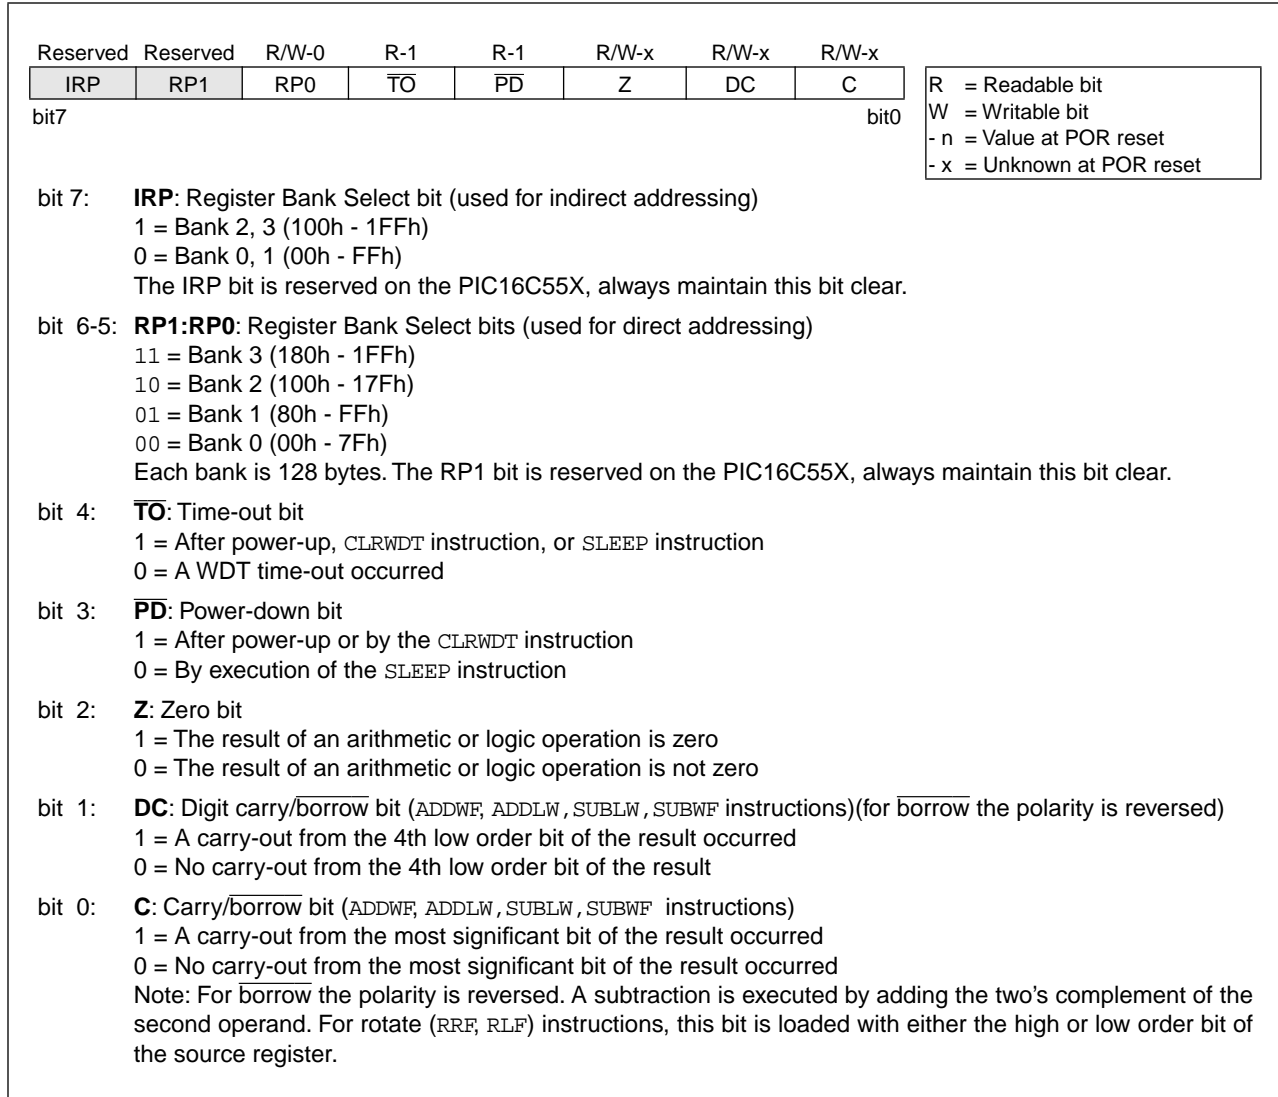 Reserved Reserved R/W-0 R-1 R-1 R/W-x R/W-x R/W-x
IRP RP1 RP0 T̅O̅ P̅D̅ Z DC C
bit7 bit0
R = Readable bit
W = Writable bit
- n = Value at POR reset
- x = Unknown at POR reset
bit 7: IRP: Register Bank Select bit (used for indirect addressing)
1 = Bank 2, 3 (100h - 1FFh)
0 = Bank 0, 1 (00h - FFh)
The IRP bit is reserved on the PIC16C55X, always maintain this bit clear.
bit 6-5: RP1:RP0: Register Bank Select bits (used for direct addressing)
11 = Bank 3 (180h - 1FFh)
10 = Bank 2 (100h - 17Fh)
01 = Bank 1 (80h - FFh)
00 = Bank 0 (00h - 7Fh)
Each bank is 128 bytes. The RP1 bit is reserved on the PIC16C55X, always maintain this bit clear.
bit 4: T̅O̅: Time-out bit
1 = After power-up, CLRWDT instruction, or SLEEP instruction
0 = A WDT time-out occurred
bit 3: P̅D̅: Power-down bit
1 = After power-up or by the CLRWDT instruction
0 = By execution of the SLEEP instruction
bit 2: Z: Zero bit
1 = The result of an arithmetic or logic operation is zero
0 = The result of an arithmetic or logic operation is not zero
bit 1: DC: Digit carry/b̅o̅r̅r̅o̅w̅ bit (ADDWF, ADDLW,SUBLW,SUBWF instructions)(for b̅o̅r̅r̅o̅w̅ the polarity is reversed)
1 = A carry-out from the 4th low order bit of the result occurred
0 = No carry-out from the 4th low order bit of the result
bit 0: C: Carry/b̅o̅r̅r̅o̅w̅ bit (ADDWF, ADDLW,SUBLW,SUBWF instructions)
1 = A carry-out from the most significant bit of the result occurred
0 = No carry-out from the most significant bit of the result occurred
Note: For b̅o̅r̅r̅o̅w̅ the polarity is reversed. A subtraction is executed by adding the two's complement of the
second operand. For rotate (RRF, RLF) instructions, this bit is loaded with either the high or low order bit of
the source register.